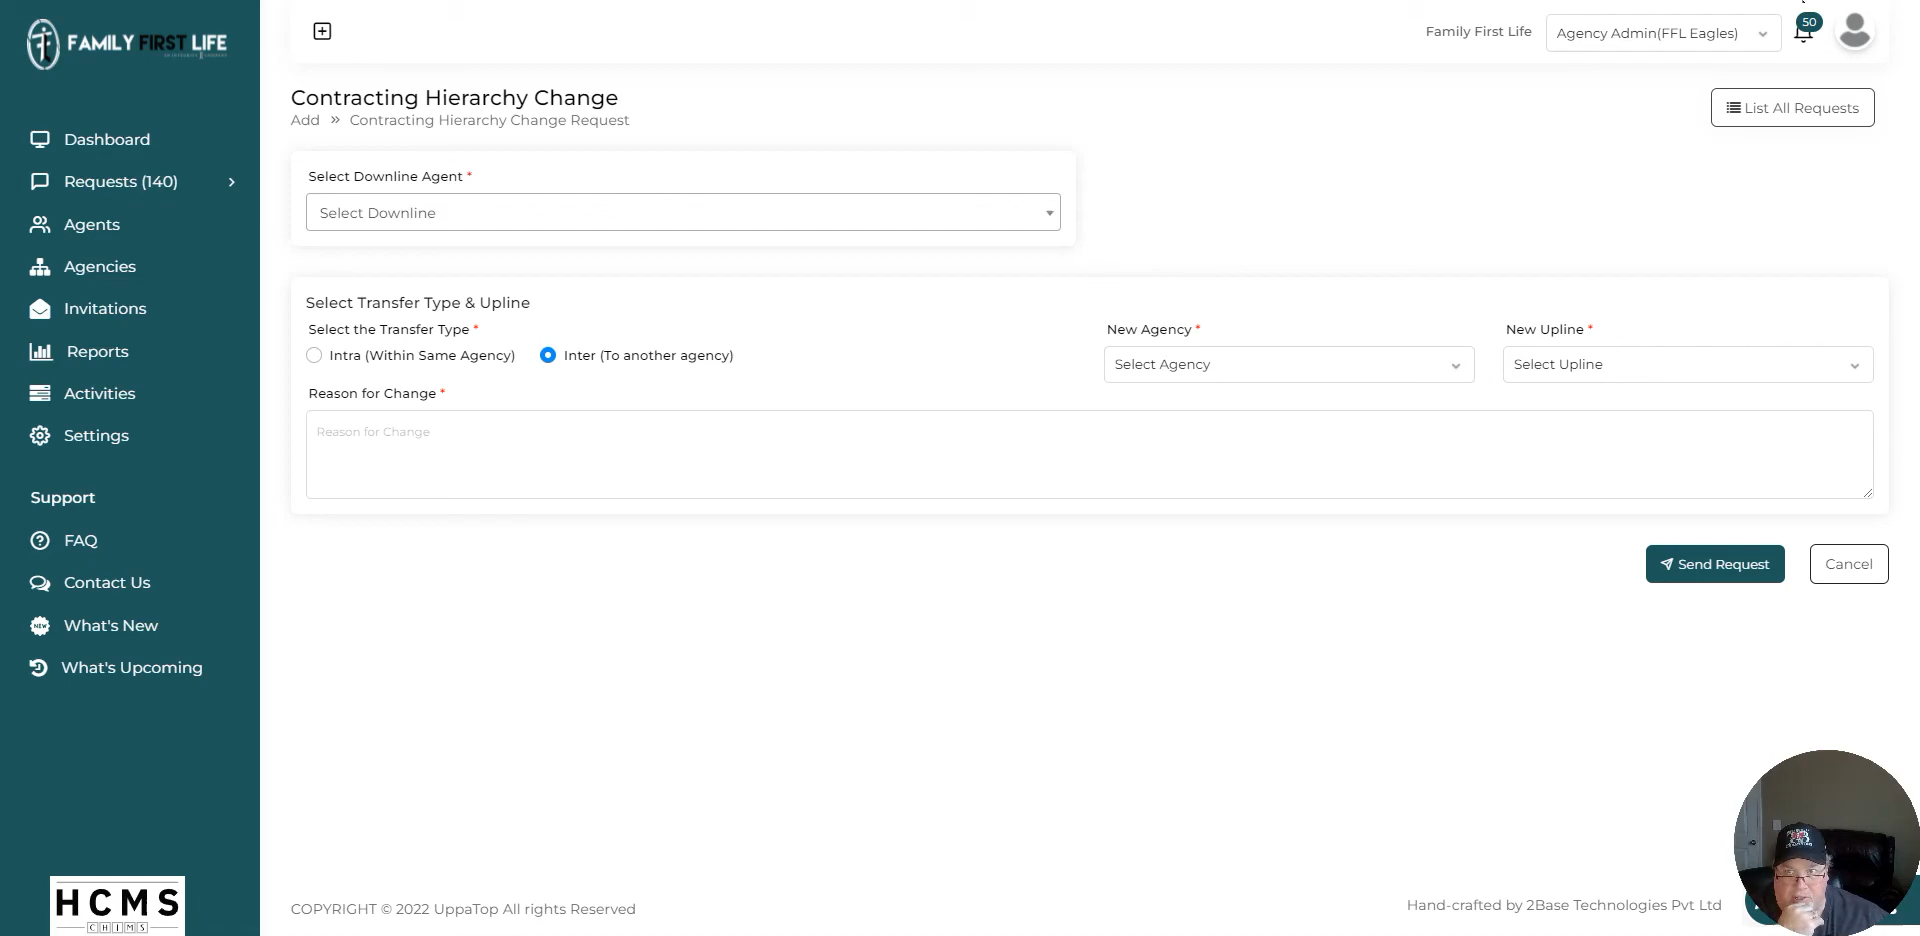 FAMILY FIRST LIFE
Dashboard
Requests (140)
Agents
Agencies
Invitations
Reports
Activities
Settings
Support
FAQ
Contact Us
NEW
What's New
What's Upcoming
HCMS
CHIMS
Family First Life
Agency Admin(FFL Eagles)
50
Contracting Hierarchy Change
Add » Contracting Hierarchy Change Request
List All Requests
Select Downline Agent *
Select Downline
Select Transfer Type & Upline
Select the Transfer Type *
Intra (Within Same Agency)
Inter (To another agency)
New Agency *
Select Agency
New Upline *
Select Upline
Reason for Change *
Reason for Change
Send Request
Cancel
COPYRIGHT © 2022 UppaTop All rights Reserved
Hand-crafted by 2Base Technologies Pvt Ltd